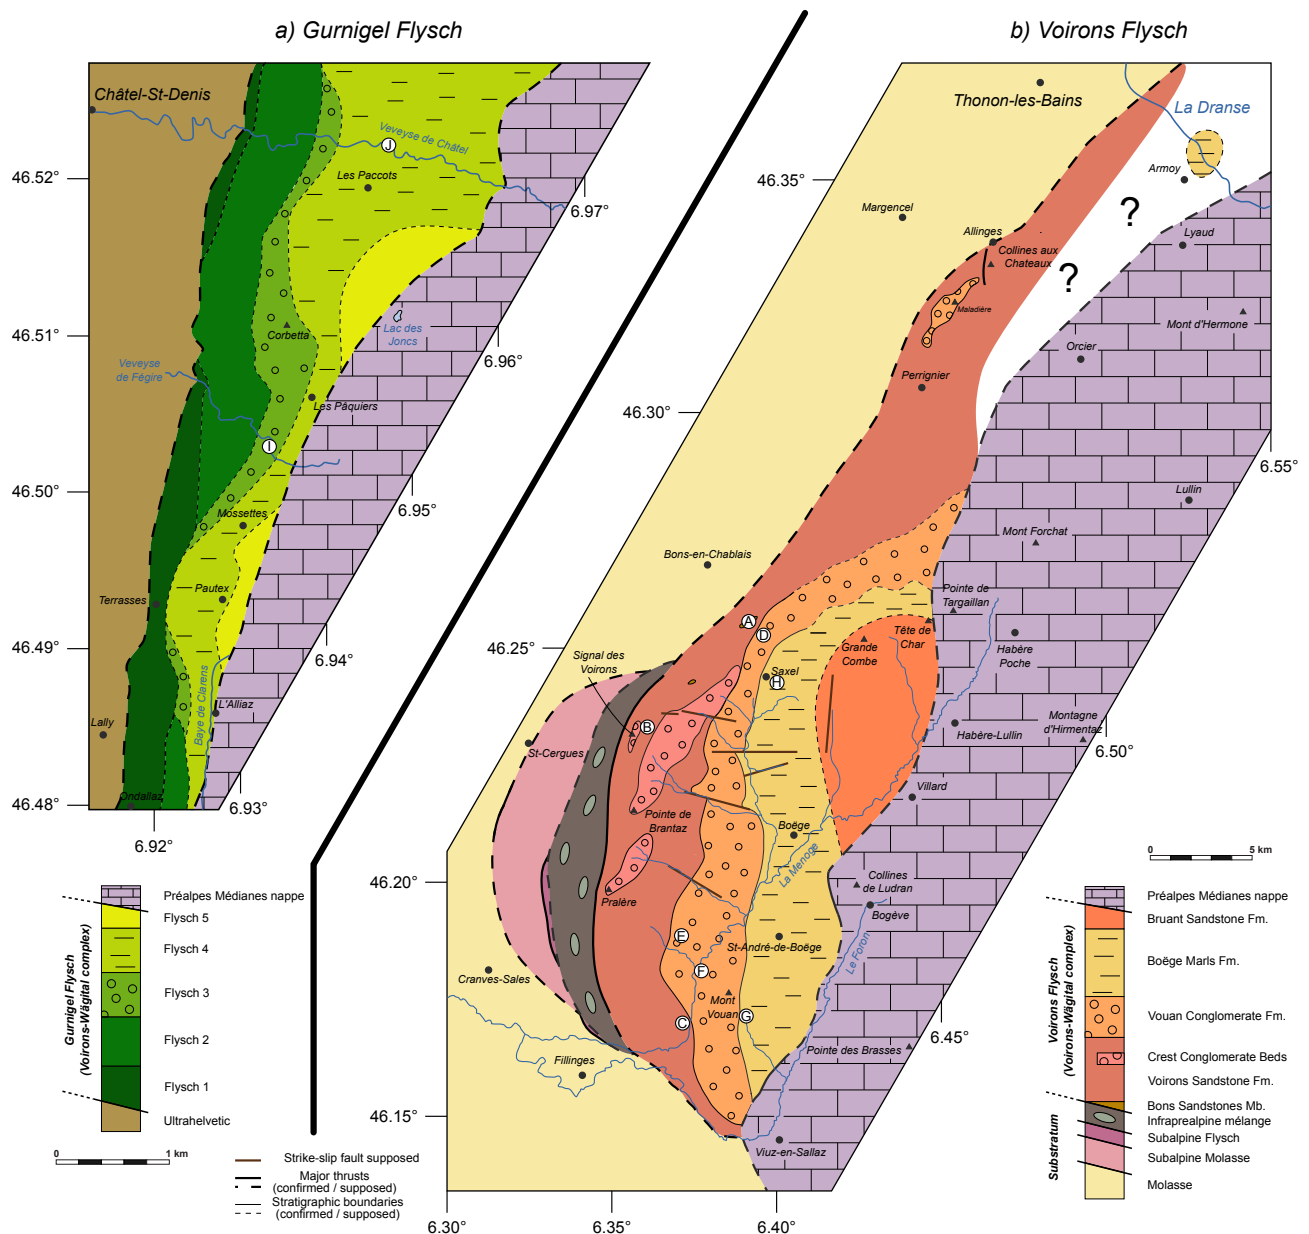 a) Gurnigel Flysch
b) Voirons Flysch
Châtel-St-Denis
Veveyse de Châtel
J
Les Paccots
46.52°
6.97°
Corbetta
Lac des
Joncs
46.51°
6.96°
Veveyse
de Fégire
Les Pâquiers
I
46.50°
6.95°
Mossettes
Pautex
Terrasses
46.49°
6.94°
Baye de Clarens
L'Alliaz
Lally
Ondallaz
46.48°
6.93°
6.92°
Préalpes Médianes nappe
Flysch 5
Flysch 4
Flysch 3
Flysch 2
Flysch 1
Ultrahelvetic
Gurnigel Flysch
(Voirons-Wägital complex)
0
1 km
Strike-slip fault supposed
Major thrusts
(confirmed / supposed)
Stratigraphic boundaries
(confirmed / supposed)
Thonon-les-Bains
La Dranse
Armoy
46.35°
Margencel
?
Lyaud
Allinges
Collines aux
Chateaux
?
Maladière
Mont d'Hermone
Orcier
Perrignier
46.30°
6.55°
Lullin
Mont Forchat
Bons-en-Chablais
Pointe de
Targaillan
A
D
Tête de
Char
Grande
Combe
Habère
Poche
46.25°
Signal des
Voirons
Saxel
H
B
St-Cergues
Habère-Lullin
Montagne
d'Hirmentaz
6.50°
Villard
Pointe de
Brantaz
Boëge
La Menoge
46.20°
Collines
de Ludran
Pralère
Bogève
E
St-André-de-Boëge
Le Foron
F
Cranves-Sales
Mont
Vouan
C
G
6.45°
Pointe des Brasses
Fillinges
46.15°
Viuz-en-Sallaz
6.30°
6.35°
6.40°
0
5 km
Préalpes Médianes nappe
Bruant Sandstone Fm.
Boëge Marls Fm.
Vouan Conglomerate Fm.
Crest Conglomerate Beds
Voirons Sandstone Fm.
Bons Sandstones Mb.
Infraprealpine mélange
Subalpine Flysch
Subalpine Molasse
Molasse
Voirons Flysch
(Voirons-Wägital complex)
Substratum